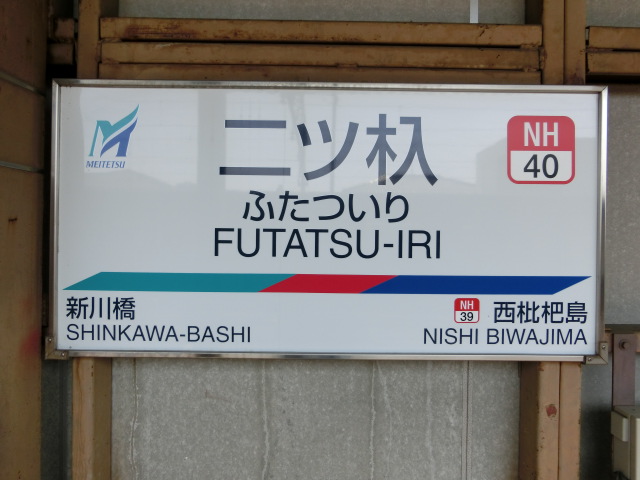 MEITETSU
二ツ杁
NH
40
ふたついり
FUTATSU-IRI
新川橋
SHINKAWA-BASHI
NH
39
西枇杷島
NISHI BIWAJIMA